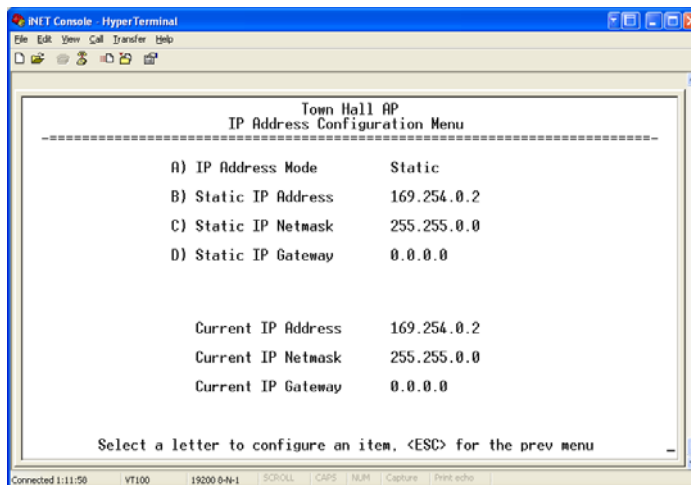 iNET Console - HyperTerminal
File Edit View Call Transfer Help
Town Hall AP
IP Address Configuration Menu
-==========================================================================-
A) IP Address Mode Static
B) Static IP Address 169.254.0.2
C) Static IP Netmask 255.255.0.0
D) Static IP Gateway 0.0.0.0
Current IP Address 169.254.0.2
Current IP Netmask 255.255.0.0
Current IP Gateway 0.0.0.0
Select a letter to configure an item, <ESC> for the prev menu
Connected 1:11:58 VT100 19200 8-N-1 SCROLL CAPS NUM Capture Print echo